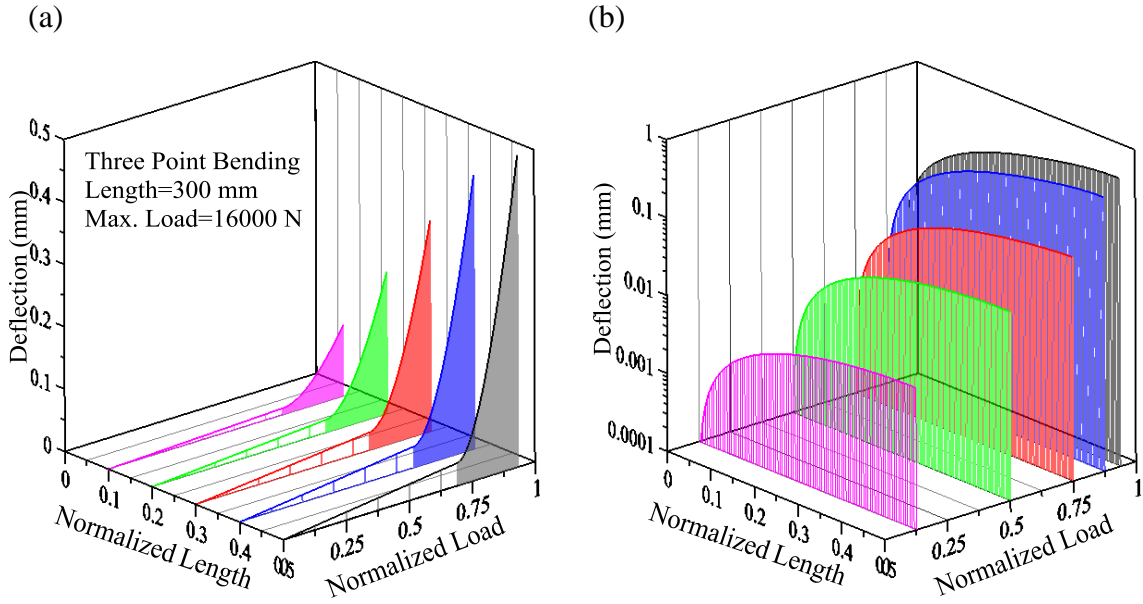 (a)
(b)
0.5
0.4
0.3
0.2
0.1
0
Deflection (mm)
Three Point Bending
Length=300 mm
Max. Load=16000 N
0
0.1
0.2
0.3
0.4
005
Normalized Length
0.25
0.5
0.75
1
Normalized Load
1
0.1
0.01
0.001
0.0001
Deflection (mm)
0
0.1
0.2
0.3
0.4
005
Normalized Length
0.25
0.5
0.75
1
Normalized Load